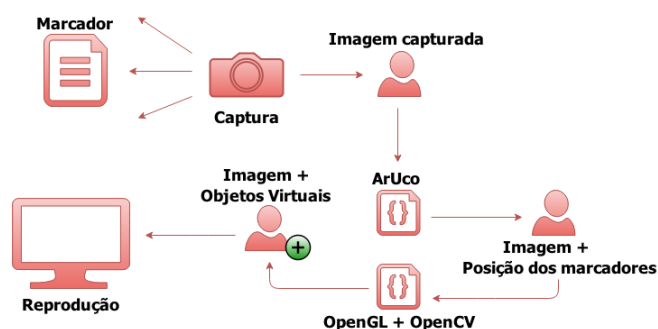 Marcador
Captura
Imagem capturada
ArUco
{}
Imagem +
Posição dos marcadores
{}
OpenGL + OpenCV
Imagem +
Objetos Virtuais
Reprodução